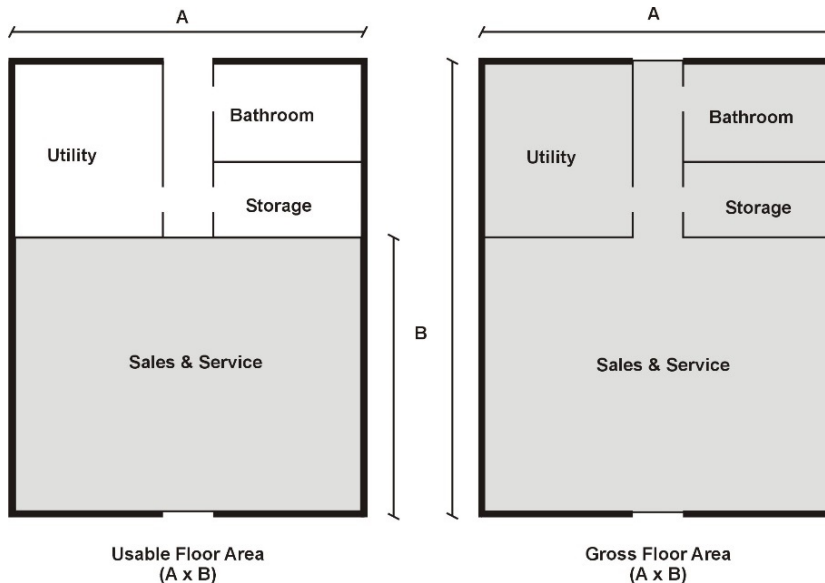 A
A
Utility
Bathroom
Storage
Utility
Bathroom
Storage
B
Sales & Service
Sales & Service
Usable Floor Area
(A x B)
Gross Floor Area
(A x B)